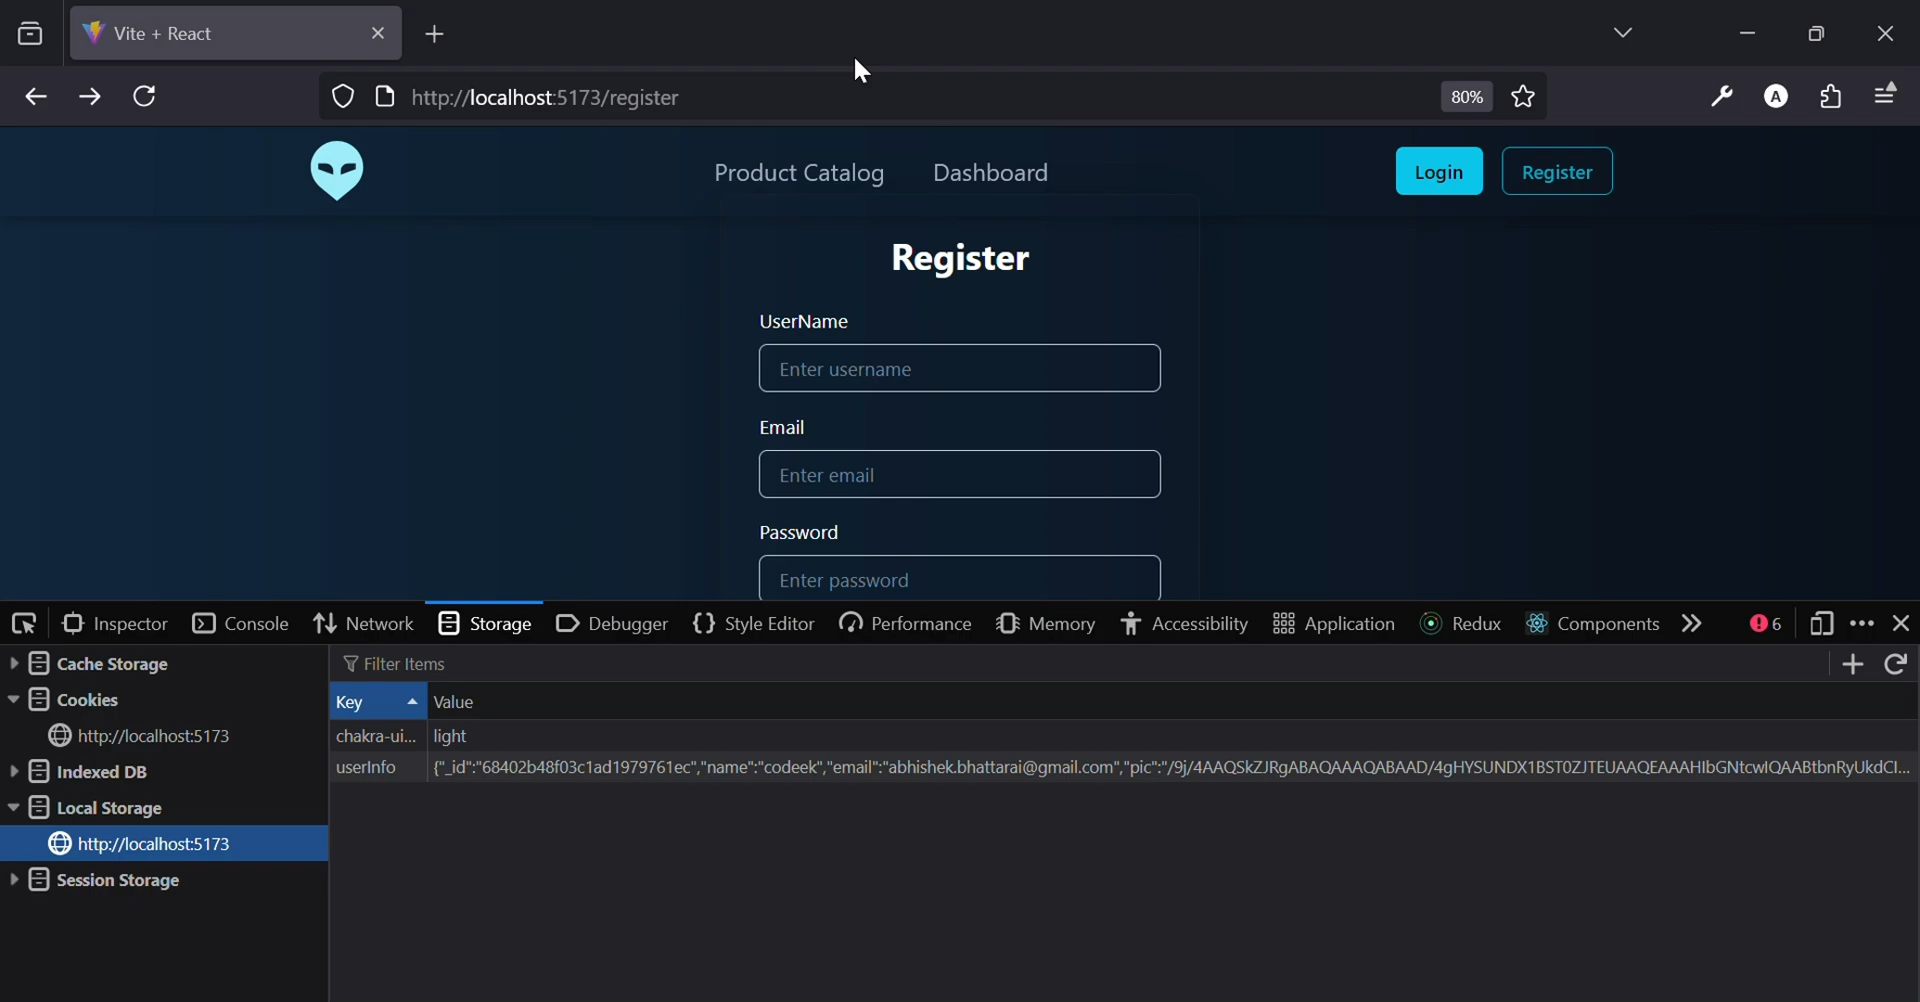 Vite + React
http://localhost:5173/register
80%
A
Product Catalog
Dashboard
Login
Register
Register
UserName
Enter username
Email
Enter email
Password
Enter password
Inspector
Console
Network
Storage
Debugger
Style Editor
Performance
Memory
Accessibility
Application
Redux
Components
6
Cache Storage
Cookies
http://localhost:5173
Indexed DB
Local Storage
http://localhost:5173
Session Storage
Filter Items
Key Value
chakra-ui... light
userInfo {"_id":"68402b48f03c1ad1979761ec","name":"codeek","email":"abhishek.bhattarai@gmail.com","pic":"/9j/4AAQSkZJRgABAQAAAQABAAD/4gHYSUNDX1BST0ZJTEUAAQEAAAHIbGNtcwIQAABtbnRyUkdCI...